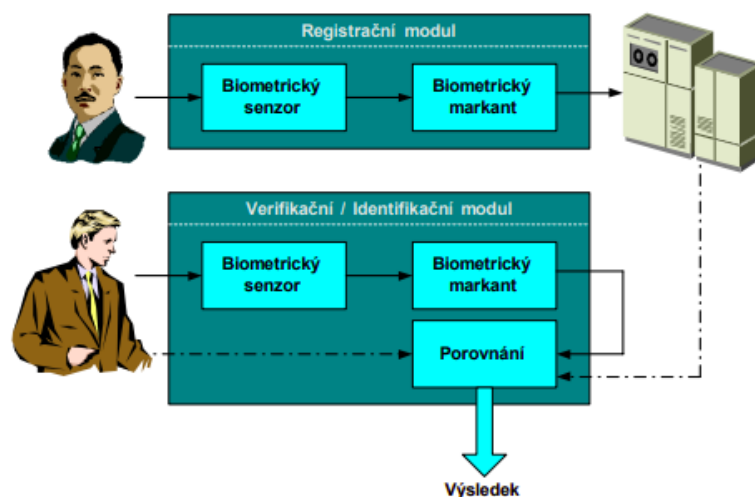 Registrační modul
Biometrický
senzor
Biometrický
markant
Verifikační / Identifikační modul
Biometrický
senzor
Biometrický
markant
Porovnání
Výsledek